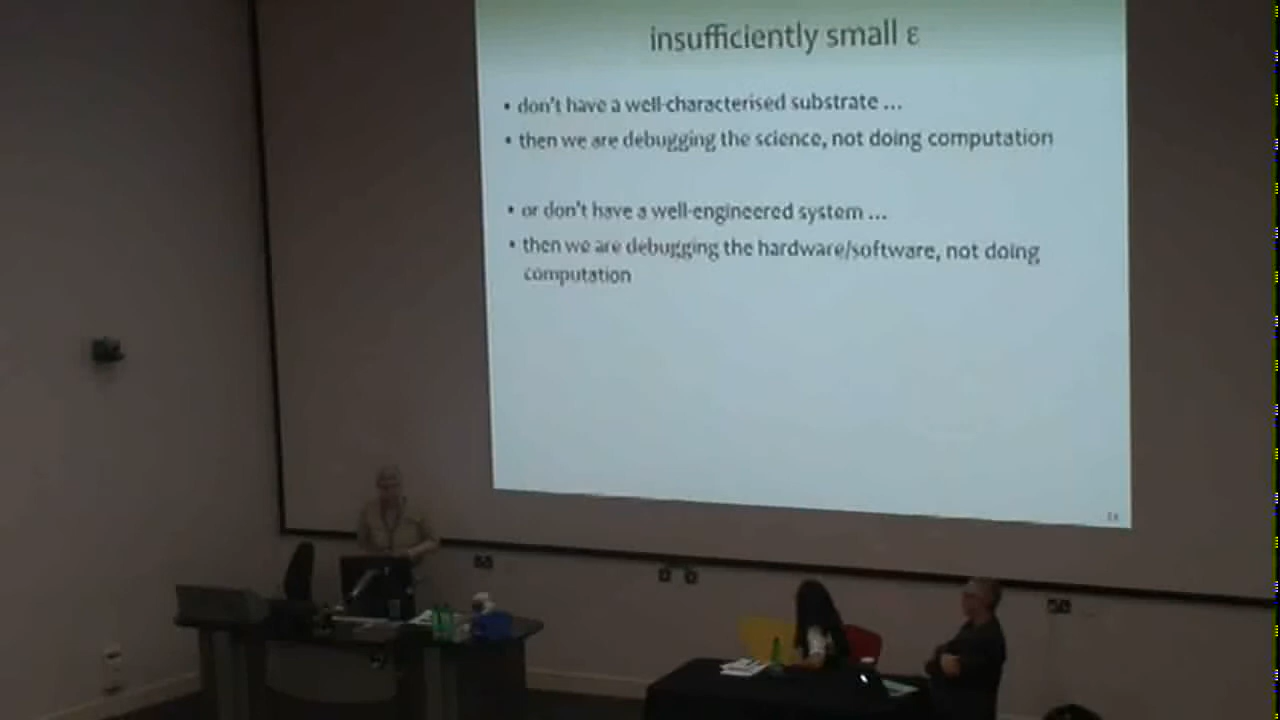 insufficiently small ε
• don't have a well-characterised substrate ...
• then we are debugging the science, not doing computation
• or don't have a well-engineered system ...
• then we are debugging the hardware/software, not doing
computation